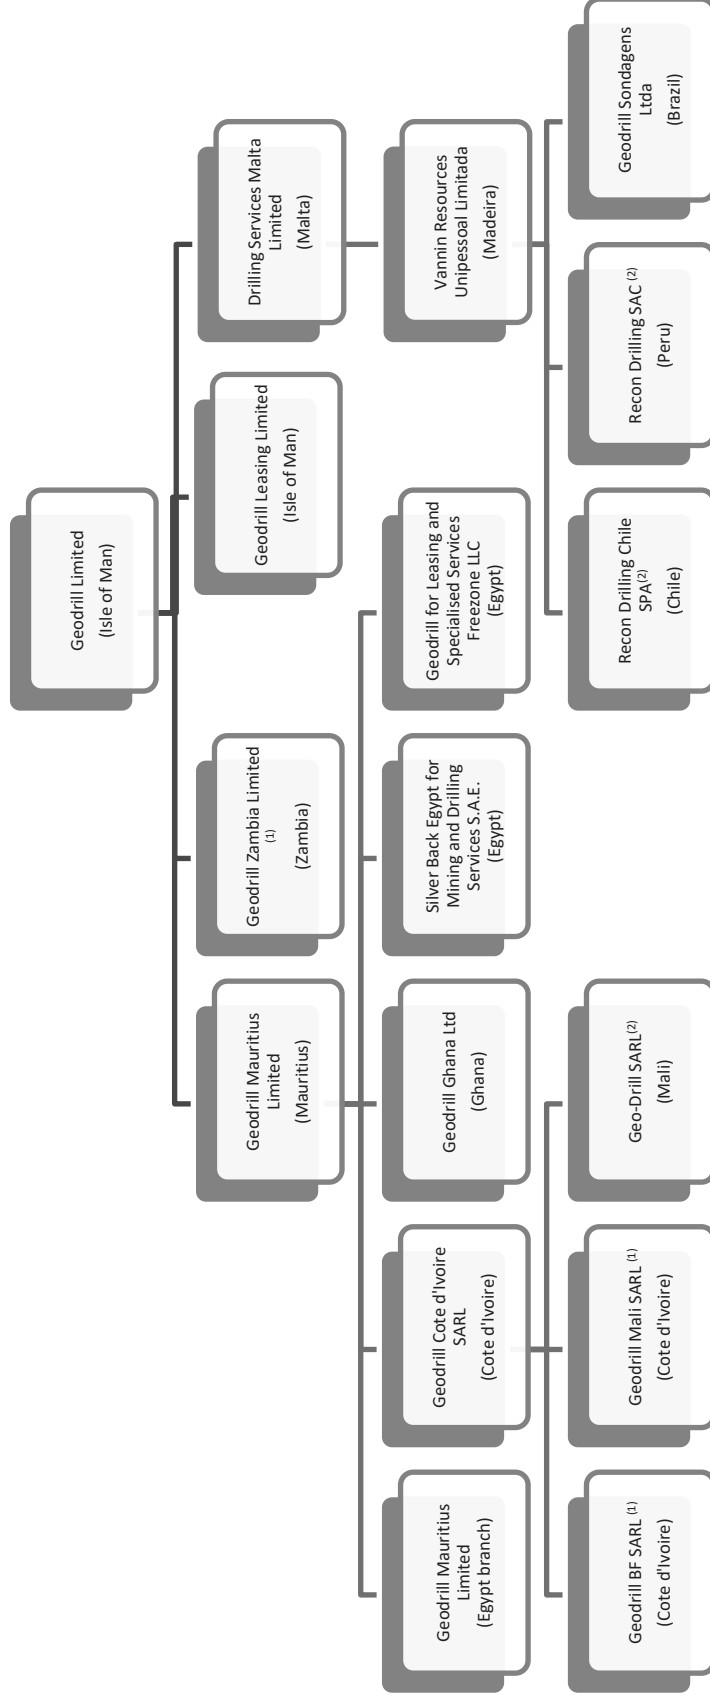 Geodrill Limited
(Isle of Man)
Geodrill Mauritius
Limited
(Mauritius)
Geodrill Zambia Limited
(1)
(Zambia)
Geodrill Leasing Limited
(Isle of Man)
Drilling Services Malta
Limited
(Malta)
Geodrill Mauritius
Limited
(Egypt branch)
Geodrill Cote d'Ivoire
SARL
(Cote d'Ivoire)
Geodrill Ghana Ltd
(Ghana)
Silver Back Egypt for
Mining and Drilling
Services S.A.E.
(Egypt)
Geodrill for Leasing and
Specialised Services
Freezone LLC
(Egypt)
Vannin Resources
Unipessoal Limitada
(Madeira)
Geodrill BF SARL (1)
(Cote d'Ivoire)
Geodrill Mali SARL (1)
(Cote d'Ivoire)
Geo-Drill SARL(2)
(Mali)
Recon Drilling Chile
SPA(2)
(Chile)
Recon Drilling SAC (2)
(Peru)
Geodrill Sondagens
Ltda
(Brazil)